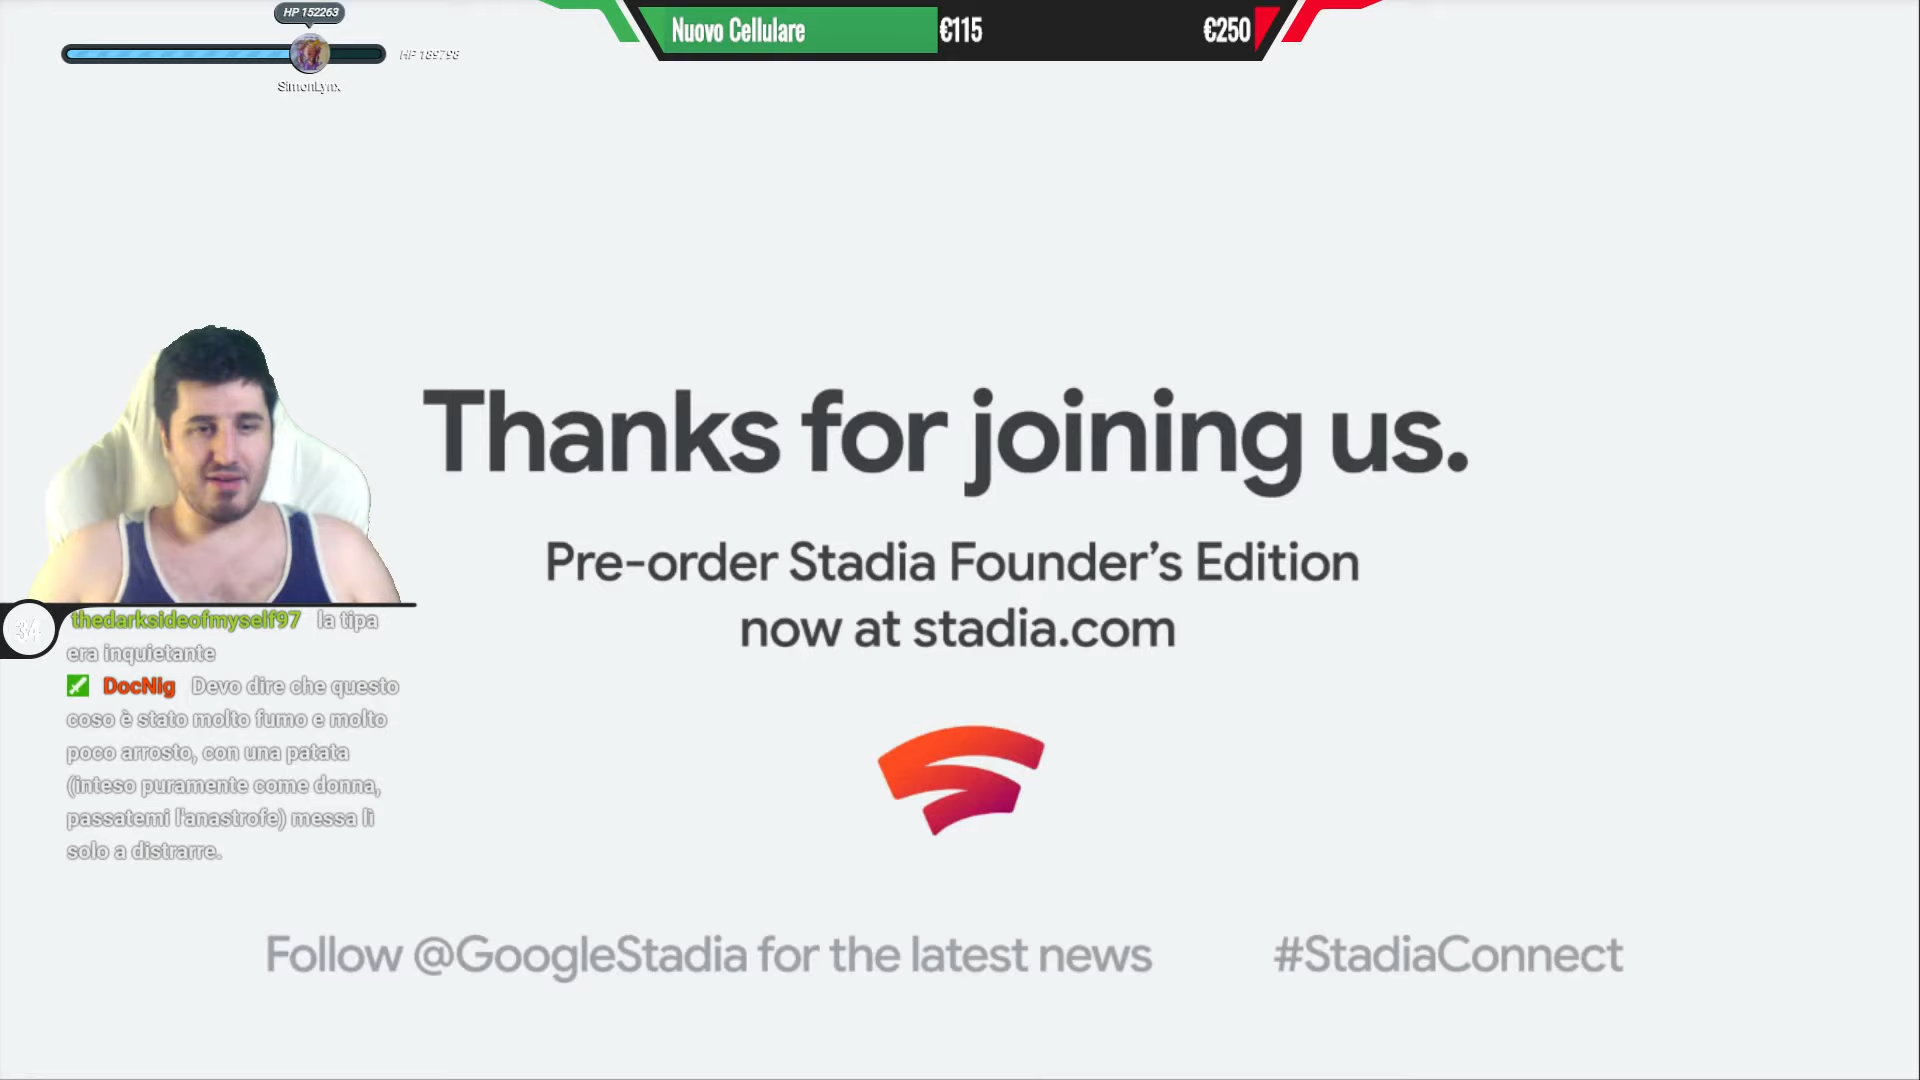 HP 152263
HP 189798
SimonLynx
Nuovo Cellulare €115 €250
Thanks for joining us.
Pre-order Stadia Founder’s Edition
now at stadia.com
34
thedarksideofmyself97 la tipa
era inquietante
DocNig Devo dire che questo
coso è stato molto fumo e molto
poco arrosto, con una patata
(inteso puramente come donna,
passatemi l'anastrofe) messa lì
solo a distrarre.
Follow @GoogleStadia for the latest news #StadiaConnect